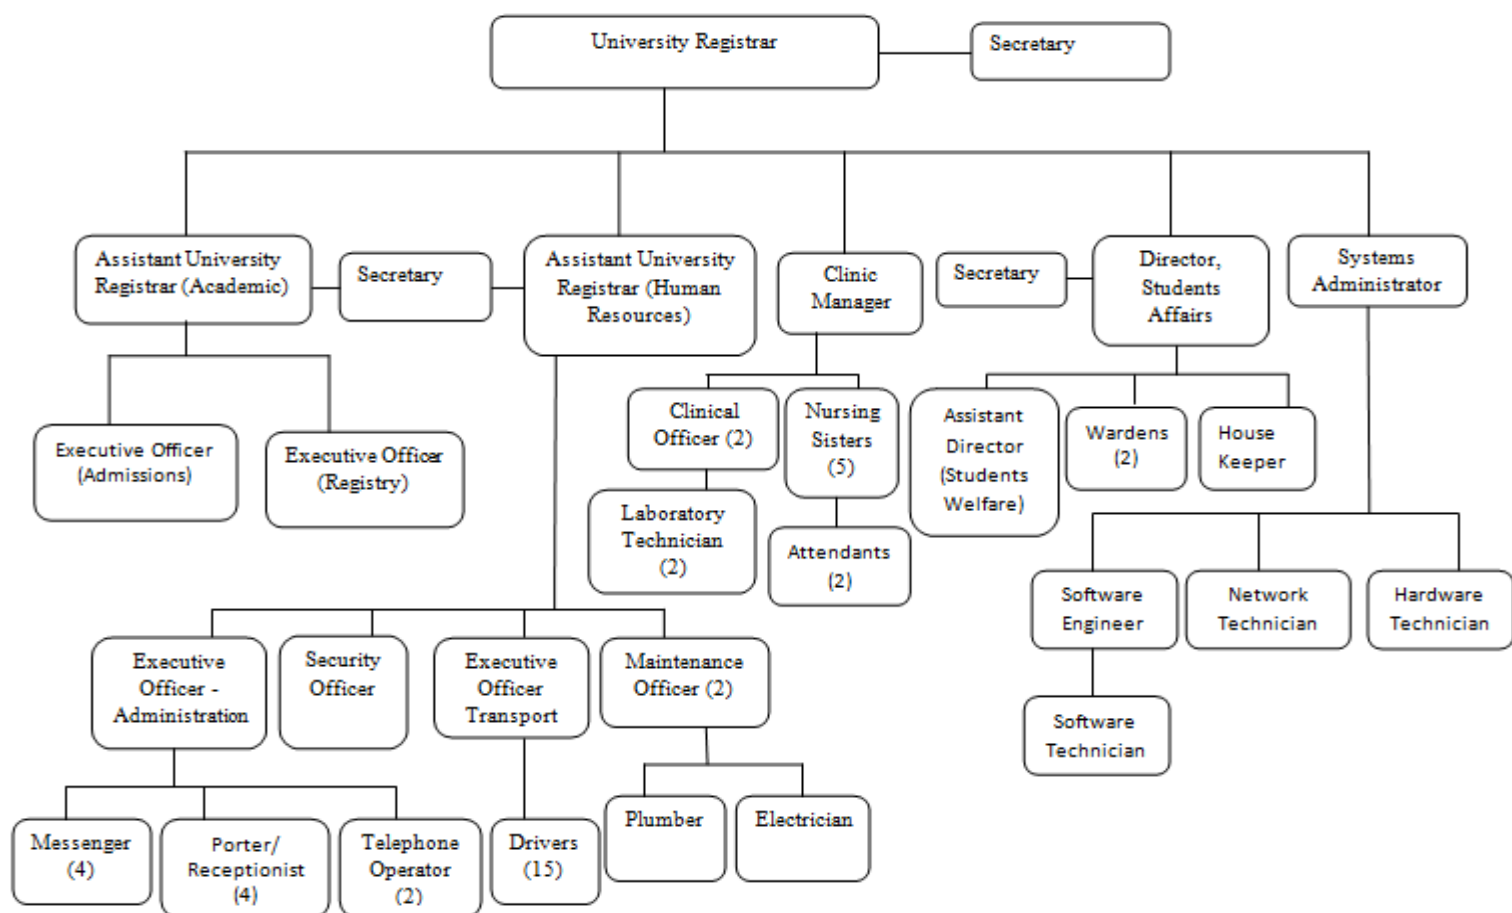 University Registrar
Secretary
Assistant University
Registrar (Academic)
Secretary
Assistant University
Registrar (Human
Resources)
Clinic
Manager
Secretary
Director,
Students
Affairs
Systems
Administrator
Executive Officer
(Admissions)
Executive Officer
(Registry)
Clinical
Officer (2)
Nursing
Sisters
(5)
Assistant
Director
(Students
Welfare)
Wardens
(2)
House
Keeper
Laboratory
Technician
(2)
Attendants
(2)
Software
Engineer
Network
Technician
Hardware
Technician
Executive
Officer -
Administration
Security
Officer
Executive
Officer
Transport
Maintenance
Officer (2)
Software
Technician
Messenger
(4)
Porter/
Receptionist
(4)
Telephone
Operator
(2)
Drivers
(15)
Plumber
Electrician